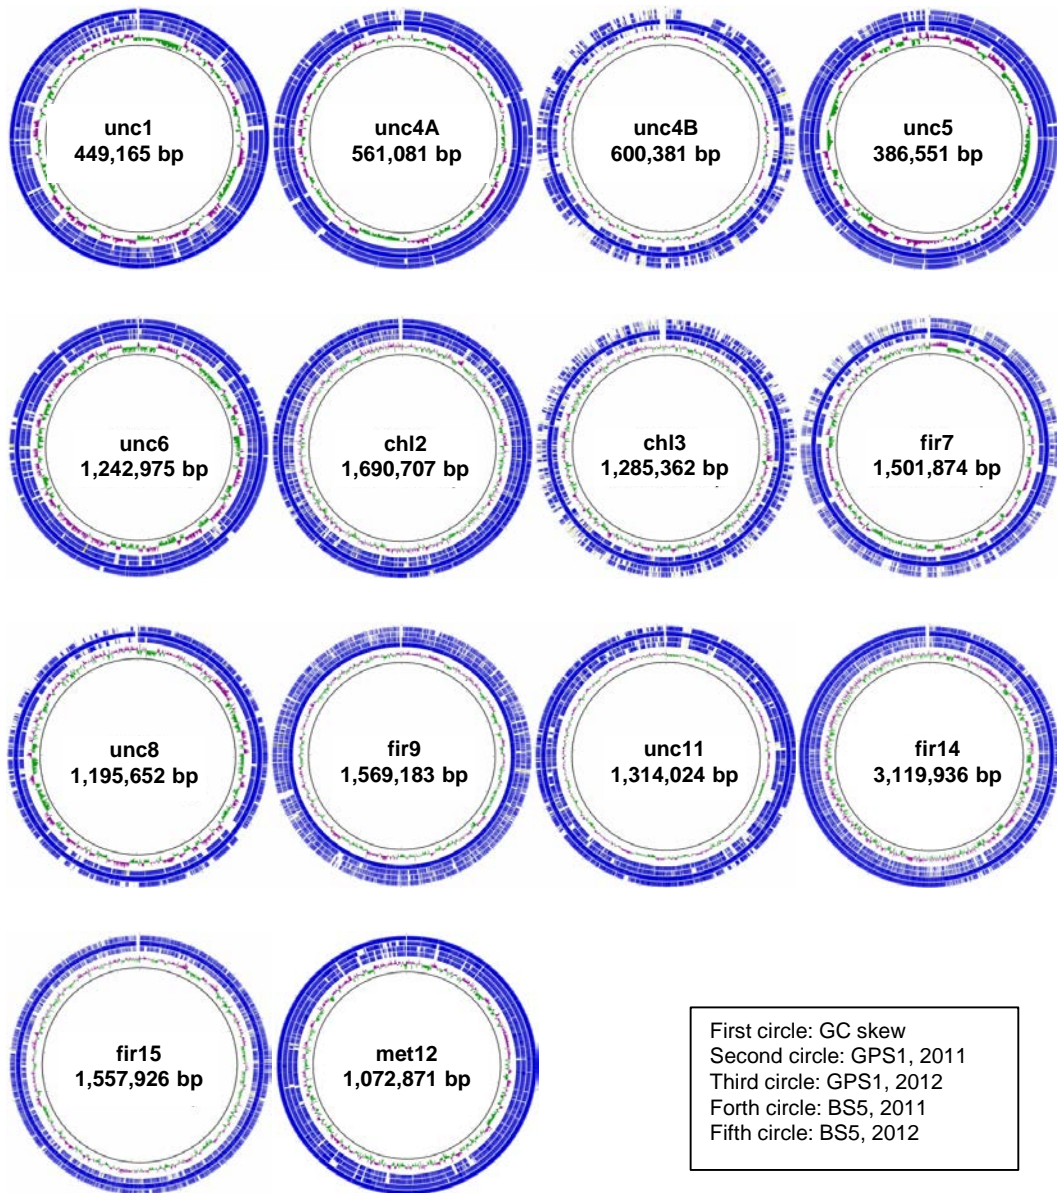 unc1
449,165 bp
unc4A
561,081 bp
unc4B
600,381 bp
unc5
386,551 bp
unc6
1,242,975 bp
chl2
1,690,707 bp
chl3
1,285,362 bp
fir7
1,501,874 bp
unc8
1,195,652 bp
fir9
1,569,183 bp
unc11
1,314,024 bp
fir14
3,119,936 bp
fir15
1,557,926 bp
met12
1,072,871 bp
First circle: GC skew
Second circle: GPS1, 2011
Third circle: GPS1, 2012
Forth circle: BS5, 2011
Fifth circle: BS5, 2012